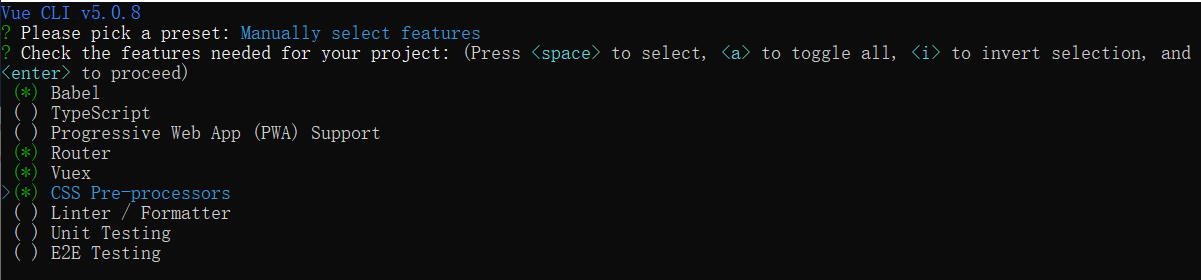 Vue CLI v5.0.8
? Please pick a preset: Manually select features
? Check the features needed for your project: (Press <space> to select, <a> to toggle all, <i> to invert selection, and
<enter> to proceed)
(*) Babel
( ) TypeScript
( ) Progressive Web App (PWA) Support
(*) Router
(*) Vuex
>(*) CSS Pre-processors
( ) Linter / Formatter
( ) Unit Testing
( ) E2E Testing